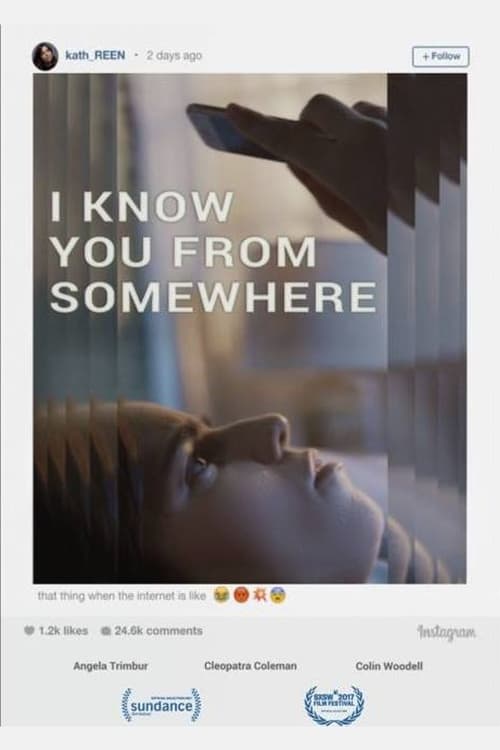 kath_REEN · 2 days ago
+ Follow
I KNOW
YOU FROM
SOMEWHERE
that thing when the internet is like 😂 😡 💥 😨
1.2k likes 24.6k comments
Instagram
Angela Trimbur Cleopatra Coleman Colin Woodell
sundance
SXSW 2017
FILM FESTIVAL